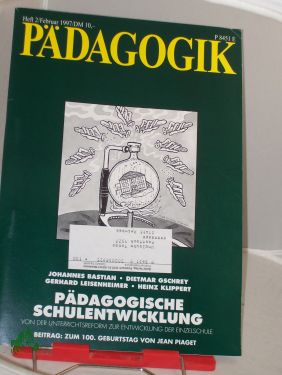 Heft 2/Februar 1997/DM 10,-
P 8451 E
PÄDAGOGIK
JOHANNES BASTIAN • DIETMAR GSCHREY
GERHARD LEISENHEIMER • HEINZ KLIPPERT
PÄDAGOGISCHE
SCHULENTWICKLUNG
VON DER UNTERRICHTSREFORM ZUR ENTWICKLUNG DER EINZELSCHULE
BEITRAG: ZUM 100. GEBURTSTAG VON JEAN PIAGET